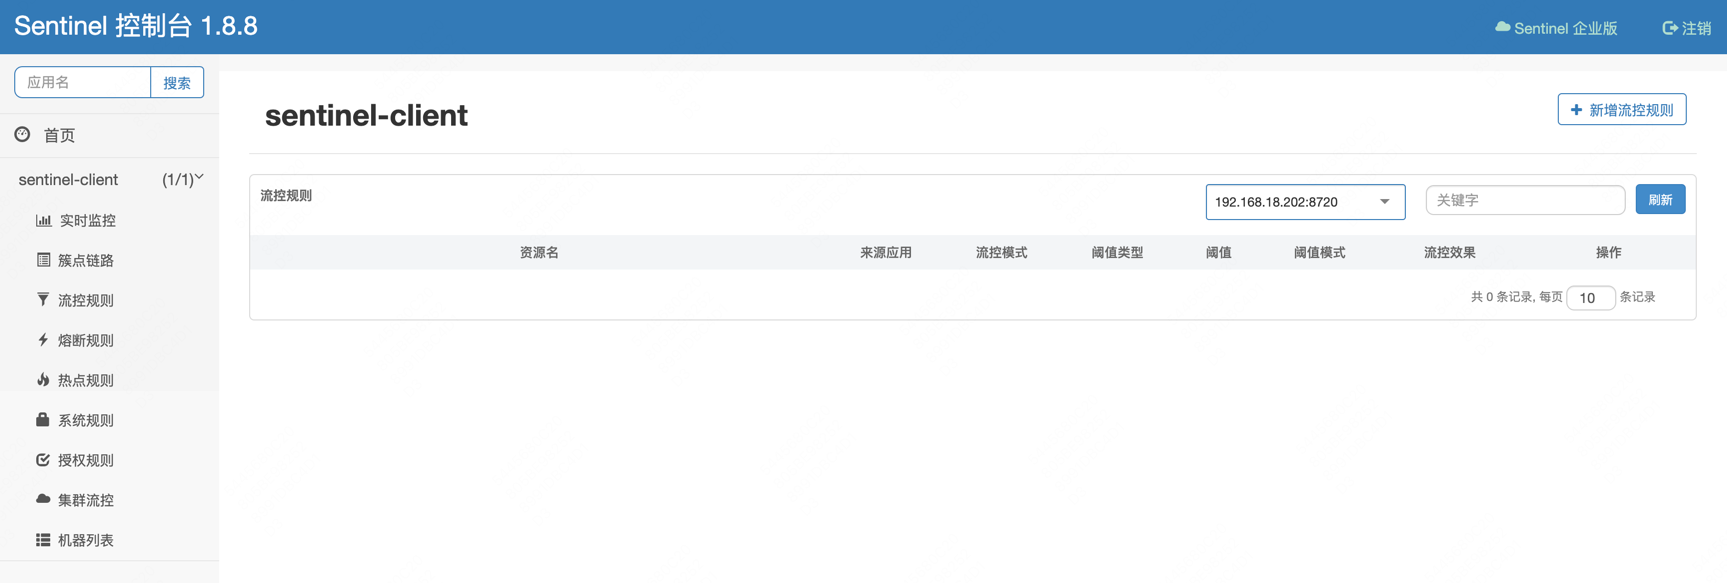 Sentinel 控制台 1.8.8
Sentinel 企业版
注销
应用名
搜索
首页
sentinel-client (1/1)
实时监控
簇点链路
流控规则
熔断规则
热点规则
系统规则
授权规则
集群流控
机器列表
sentinel-client
新增流控规则
流控规则
192.168.18.202:8720
关键字
刷新
资源名 来源应用 流控模式 阈值类型 阈值 阈值模式 流控效果 操作
共 0 条记录, 每页 10 条记录